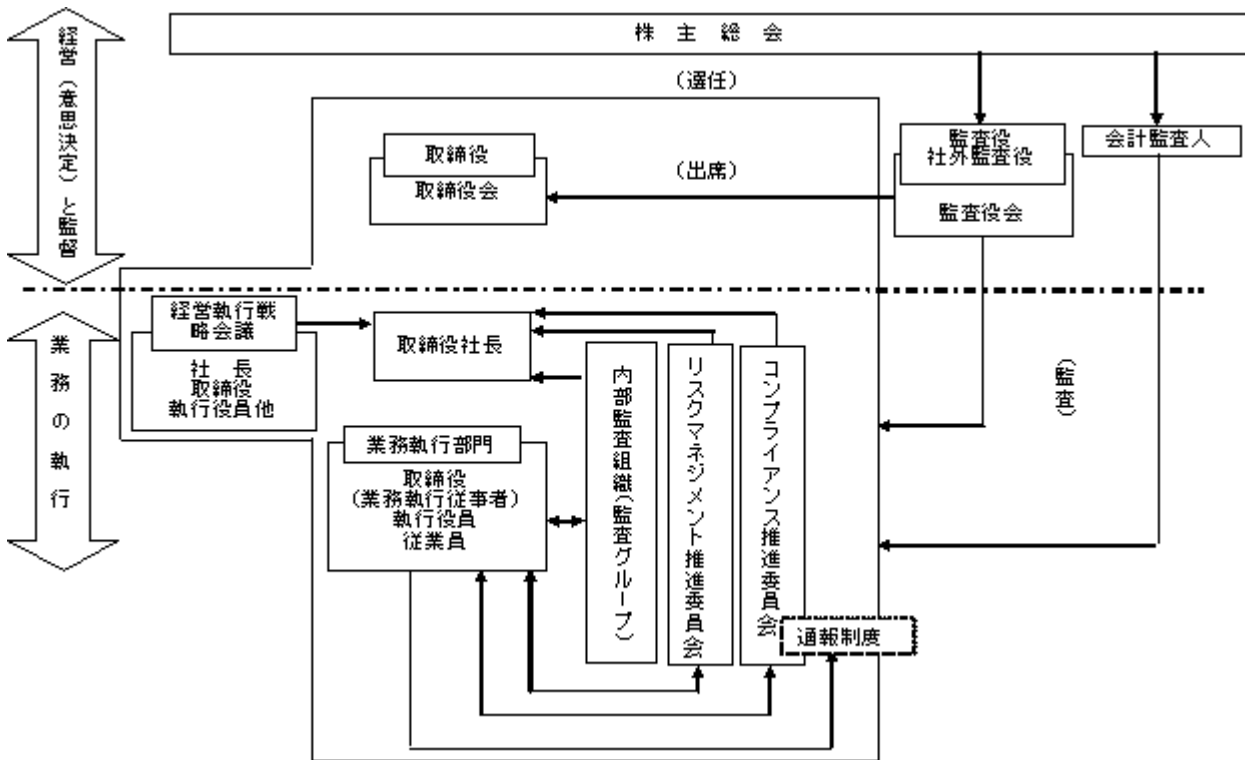 経営（意思決定）と監督
株主総会
（選任）
取締役
取締役会
（出席）
監査役
社外監査役
監査役会
会計監査人
業務の執行
経営執行戦
略会議
社 長
取締役
執行役員他
取締役社長
業務執行部門
取締役
（業務執行従事者）
執行役員
従業員
内部監査組織（監査グループ）
リスクマネジメント推進委員会
コンプライアンス推進委員会
通報制度
（監査）